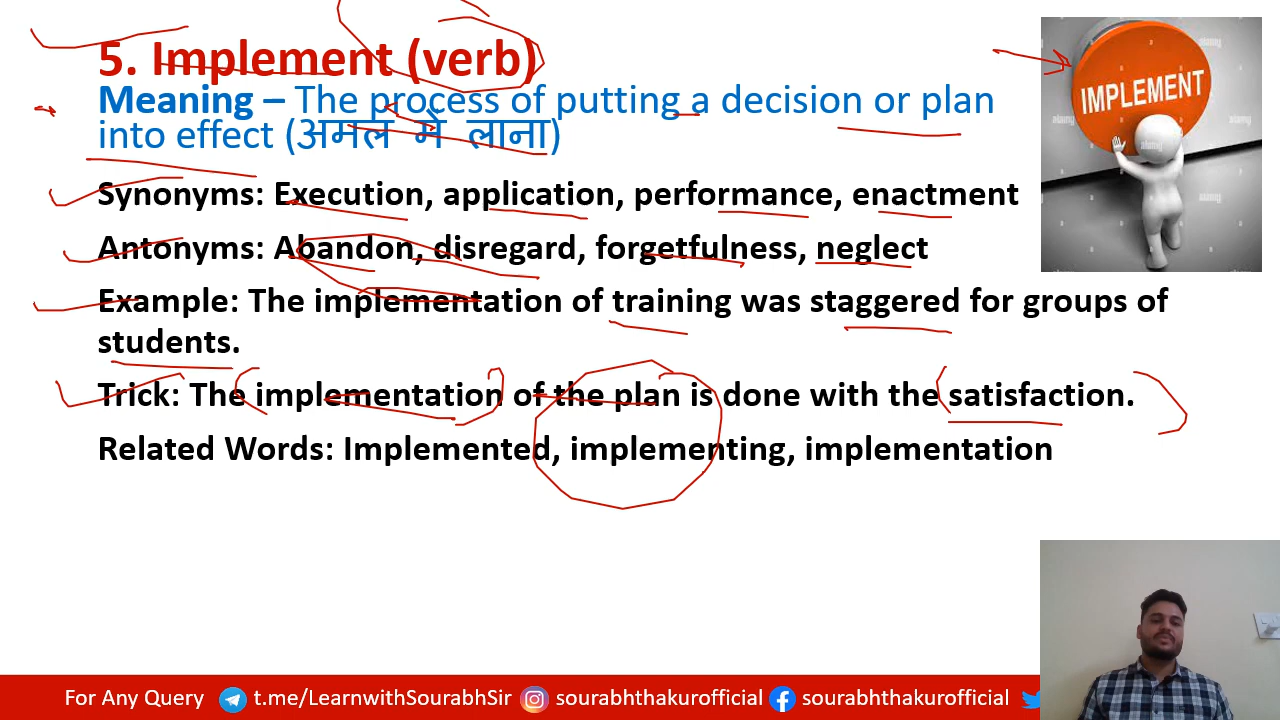 5. Implement (verb)
Meaning – The process of putting a decision or plan
into effect (अमल में लाना)
IMPLEMENT
Synonyms: Execution, application, performance, enactment
Antonyms: Abandon, disregard, forgetfulness, neglect
Example: The implementation of training was staggered for groups of
students.
Trick: The implementation of the plan is done with the satisfaction.
Related Words: Implemented, implementing, implementation
For Any Query t.me/LearnwithSourabhSir sourabhthakurofficial sourabhthakurofficial